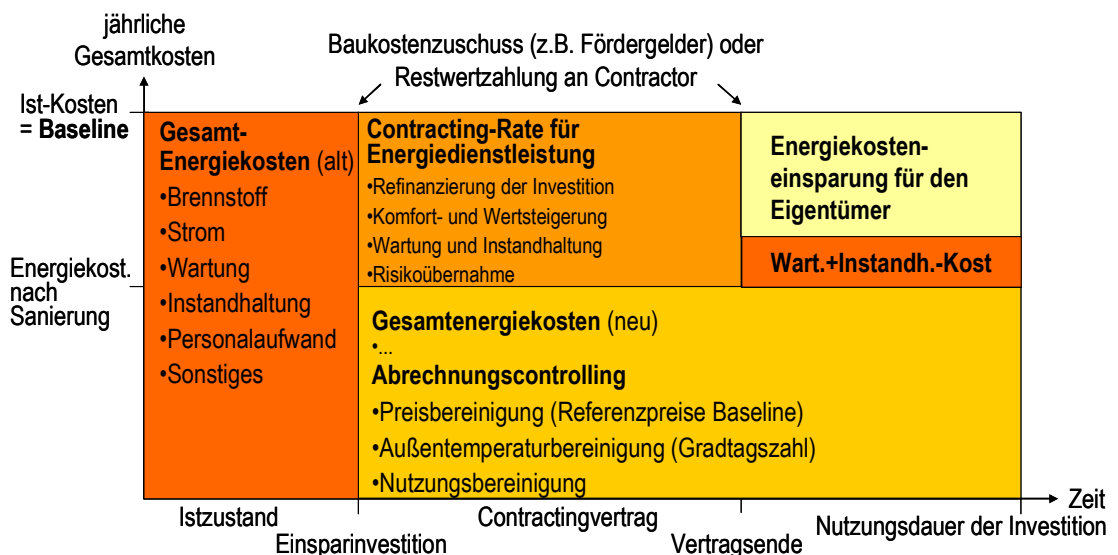 jährliche
Gesamtkosten
Baukostenzuschuss (z.B. Fördergelder) oder
Restwertzahlung an Contractor
Ist-Kosten
= Baseline
Gesamt-
Energiekosten (alt)
•Brennstoff
•Strom
•Wartung
•Instandhaltung
•Personalaufwand
•Sonstiges
Contracting-Rate für
Energiedienstleistung
•Refinanzierung der Investition
•Komfort- und Wertsteigerung
•Wartung und Instandhaltung
•Risikoübernahme
Energiekosten-
einsparung für den
Eigentümer
Wart.+Instandh.-Kost
Energiekost.
nach
Sanierung
Gesamtenergiekosten (neu)
•...
Abrechnungscontrolling
•Preisbereinigung (Referenzpreise Baseline)
•Außentemperaturbereinigung (Gradtagszahl)
•Nutzungsbereinigung
Zeit
Istzustand
Contractingvertrag
Nutzungsdauer der Investition
Einsparinvestition
Vertragsende